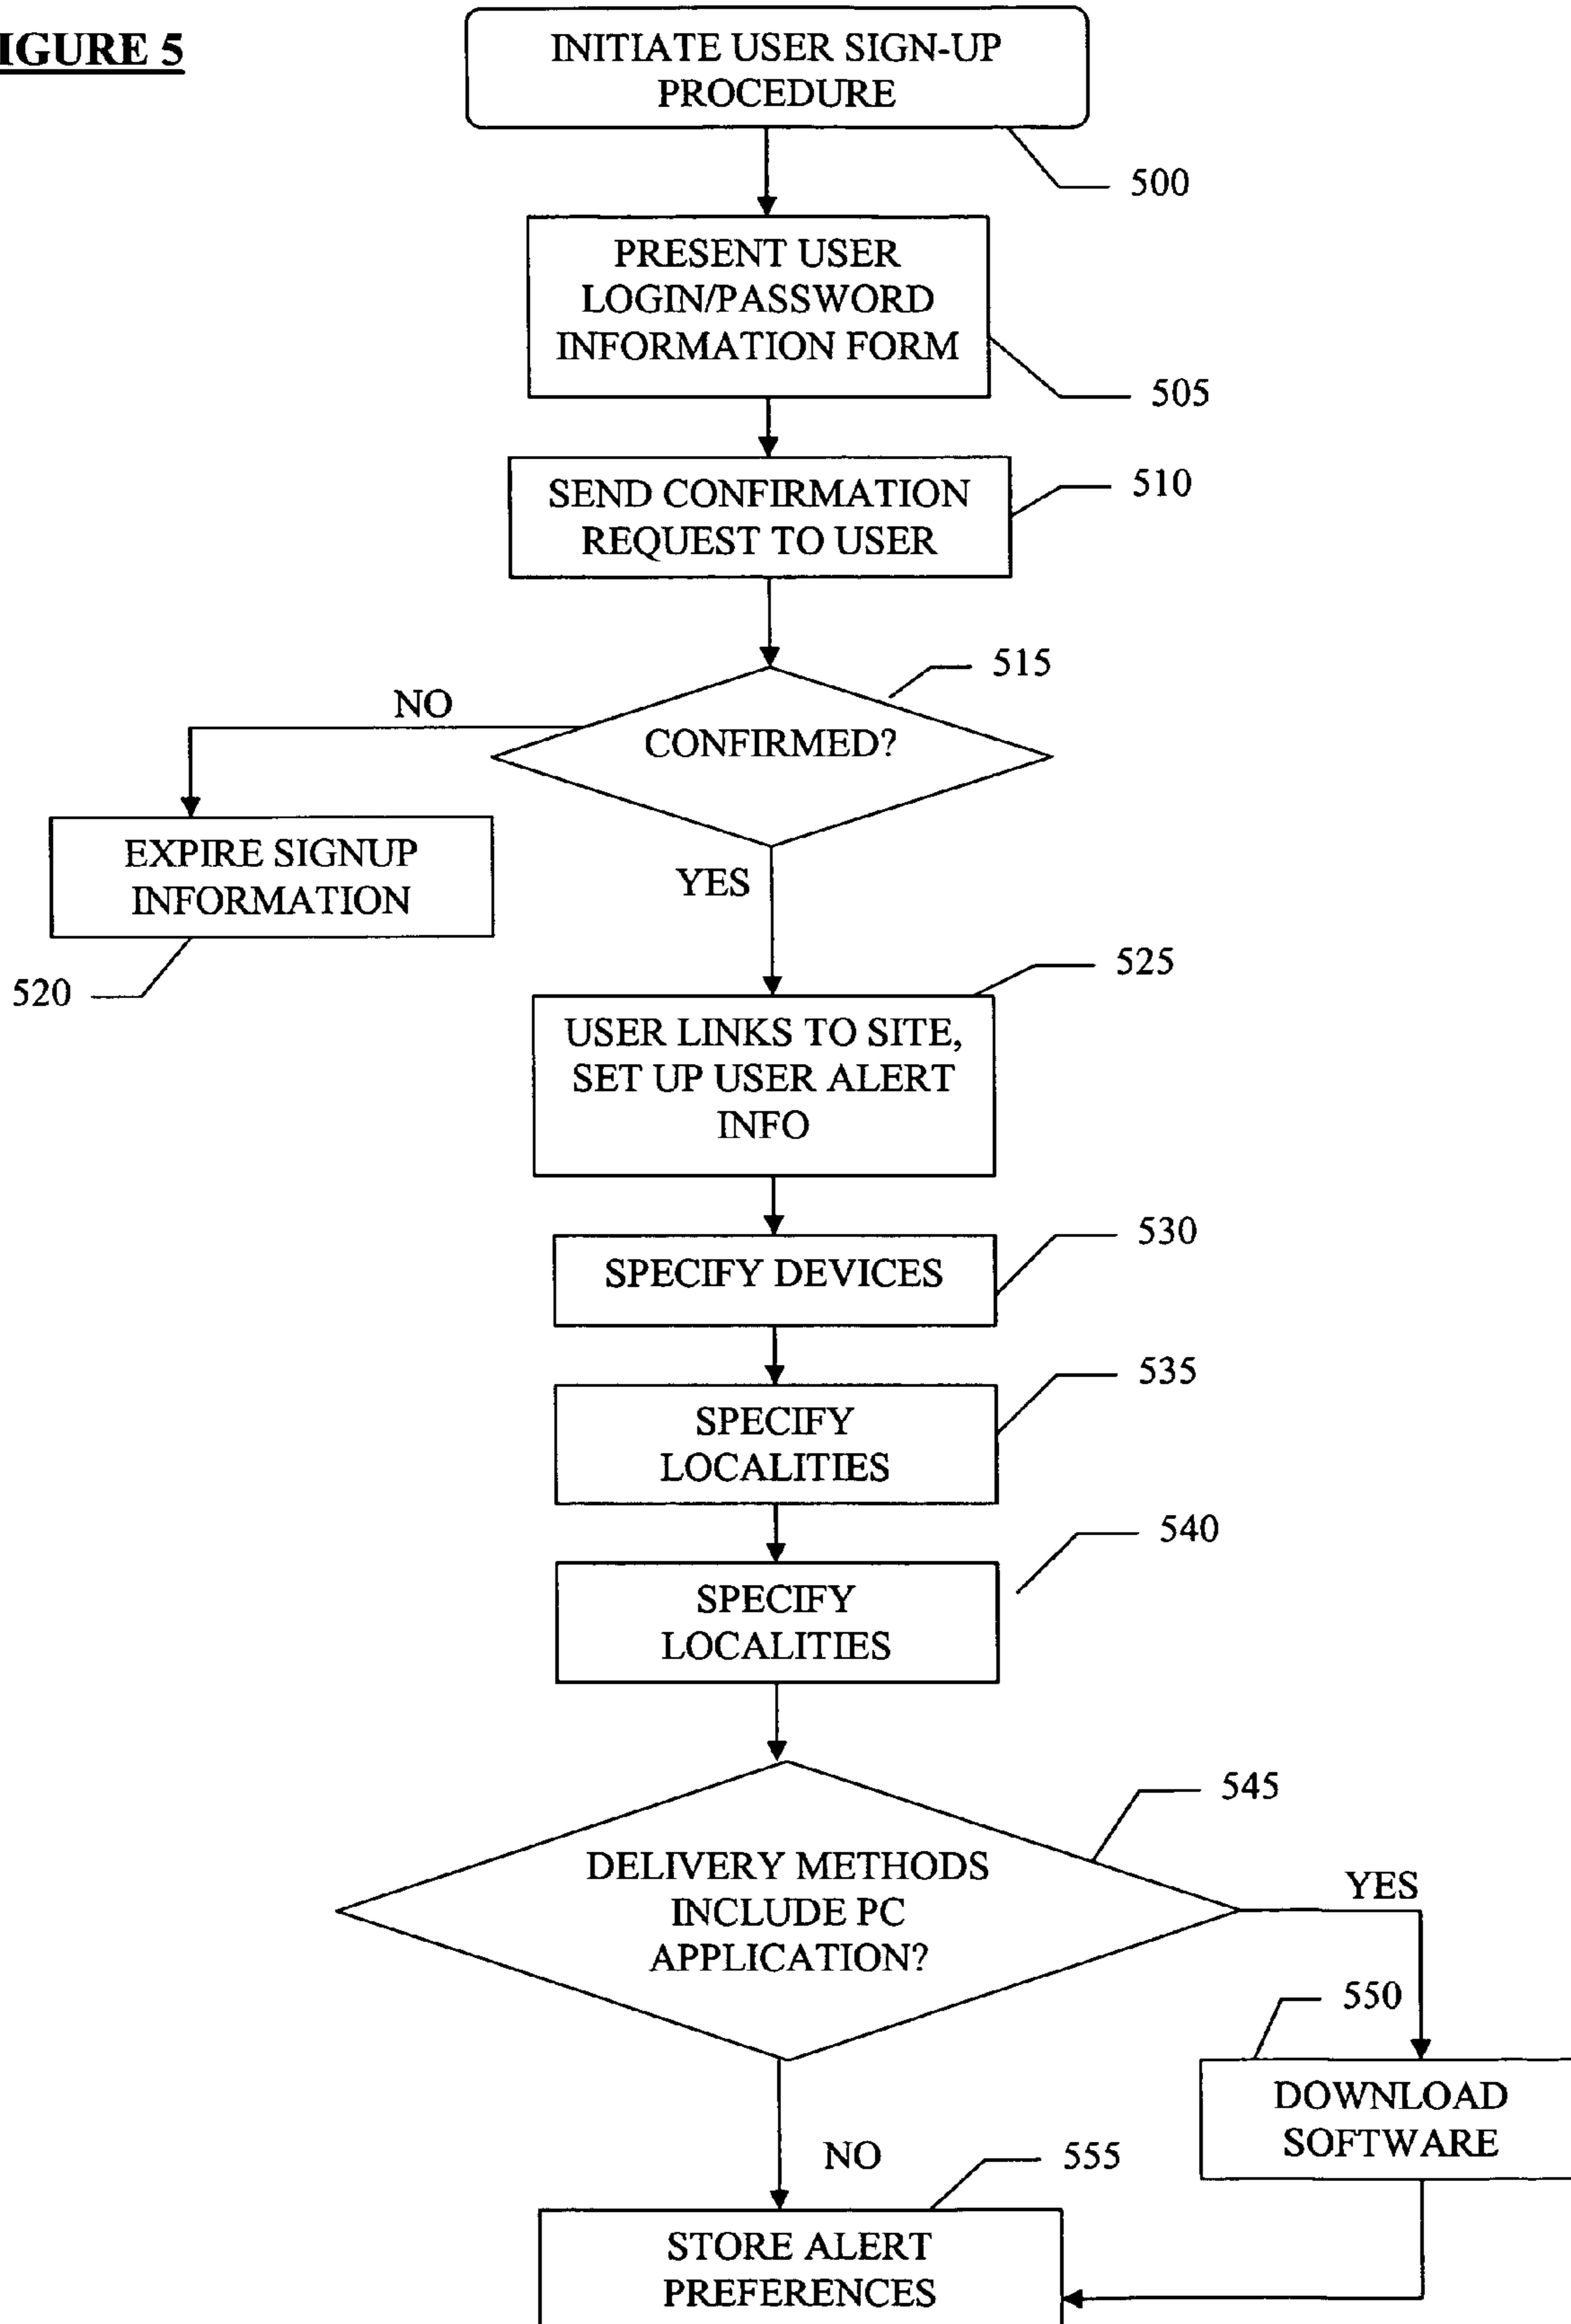 IGURE 5
INITIATE USER SIGN-UP
PROCEDURE
500
PRESENT USER
LOGIN/PASSWORD
INFORMATION FORM
505
SEND CONFIRMATION
REQUEST TO USER
510
515
CONFIRMED?
NO
EXPIRE SIGNUP
INFORMATION
520
YES
525
USER LINKS TO SITE,
SET UP USER ALERT
INFO
530
SPECIFY DEVICES
535
SPECIFY
LOCALITIES
540
SPECIFY
LOCALITIES
545
DELIVERY METHODS
INCLUDE PC
APPLICATION?
YES
550
DOWNLOAD
SOFTWARE
NO
555
STORE ALERT
PREFERENCES